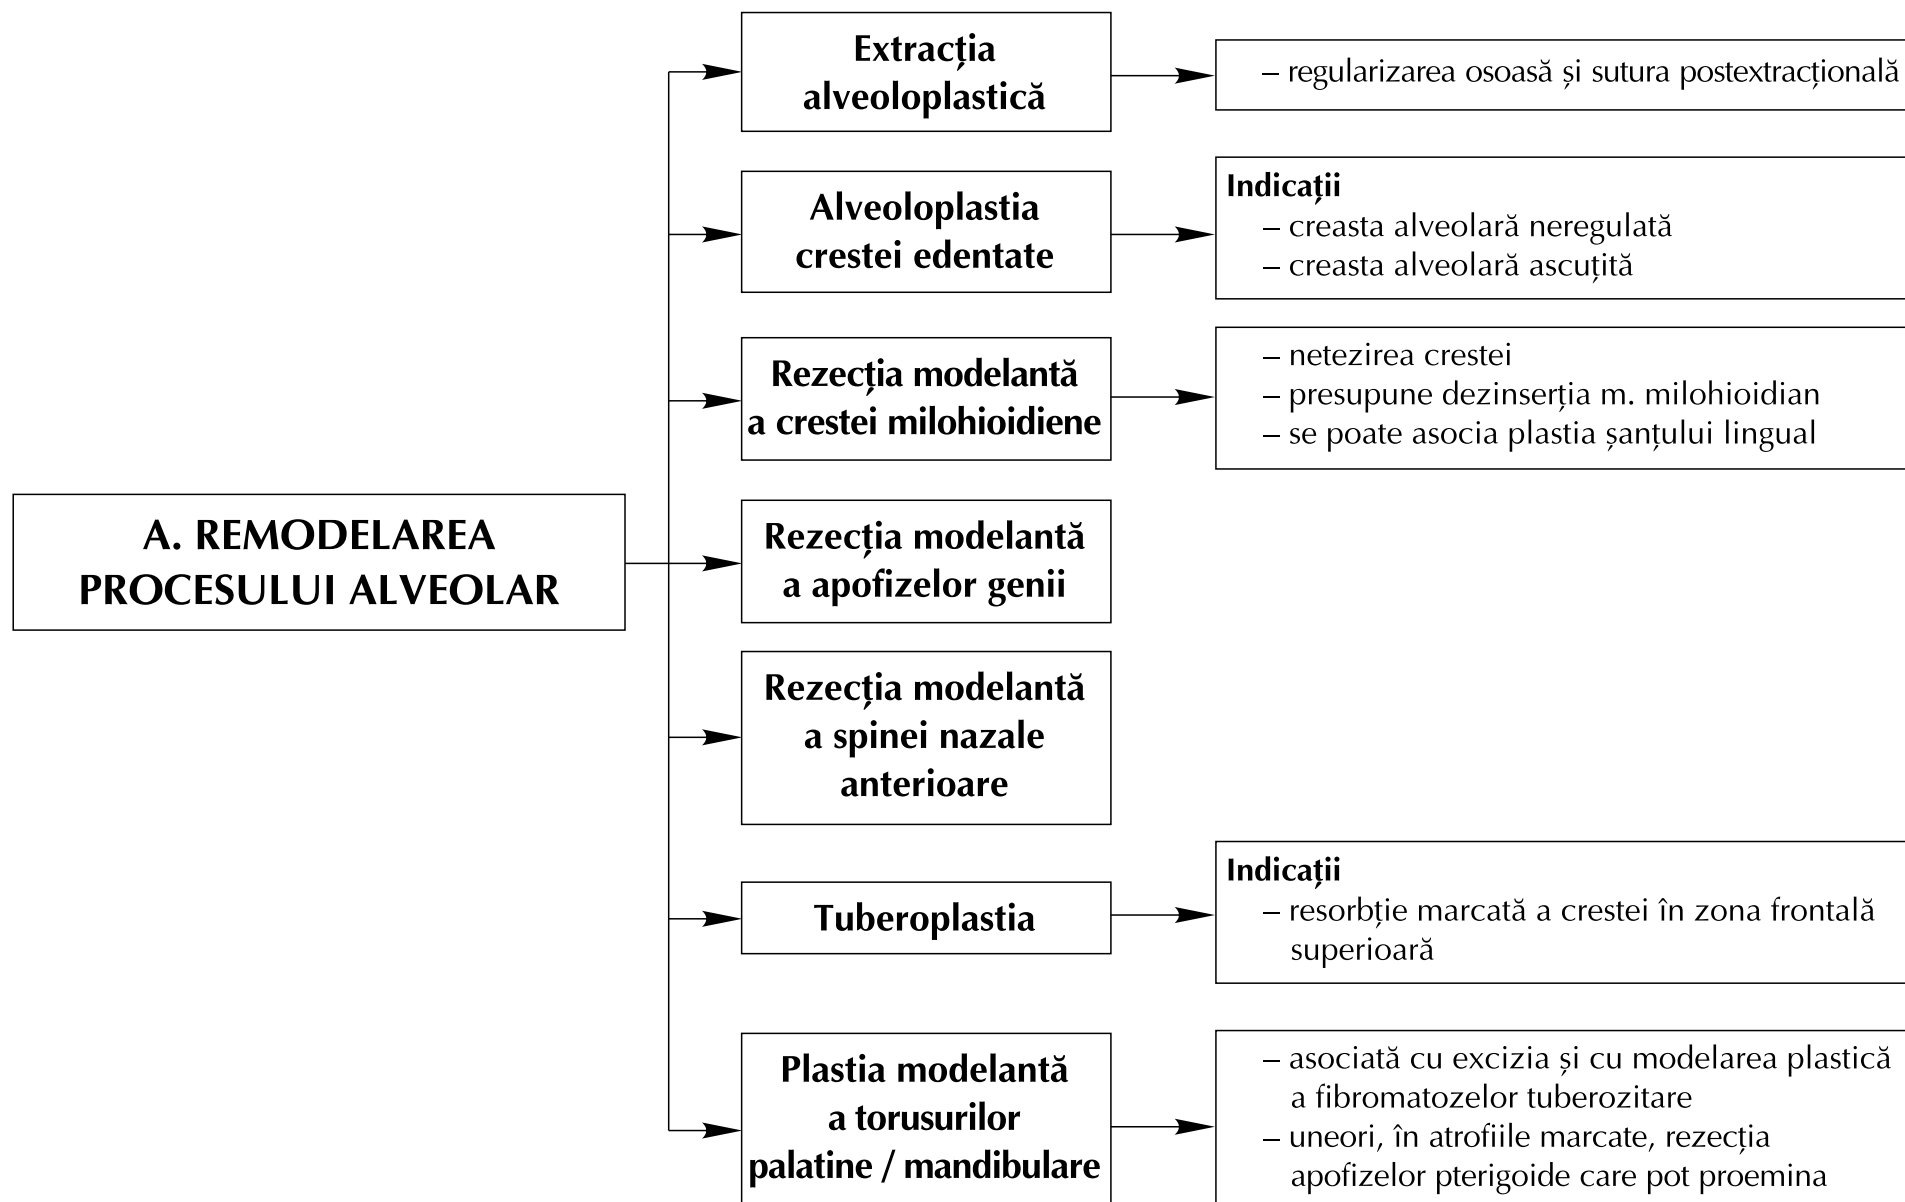 A. REMODELAREA
PROCESULUI ALVEOLAR
Extracția
alveoloplastică
– regularizarea osoasă și sutura postextracțională
Alveoloplastia
crestei edentate
Indicații
– creasta alveolară neregulată
– creasta alveolară ascuțită
Rezecția modelantă
a crestei milohioidiene
– netezirea crestei
– presupune dezinserția m. milohioidian
– se poate asocia plastia șanțului lingual
Rezecția modelantă
a apofizelor genii
Rezecția modelantă
a spinei nazale
anterioare
Tuberoplastia
Indicații
– resorbție marcată a crestei în zona frontală
superioară
Plastia modelantă
a torusurilor
palatine / mandibulare
– asociată cu excizia și cu modelarea plastică
a fibromatozelor tuberozitare
– uneori, în atrofiile marcate, rezecția
apofizelor pterigoide care pot proemina